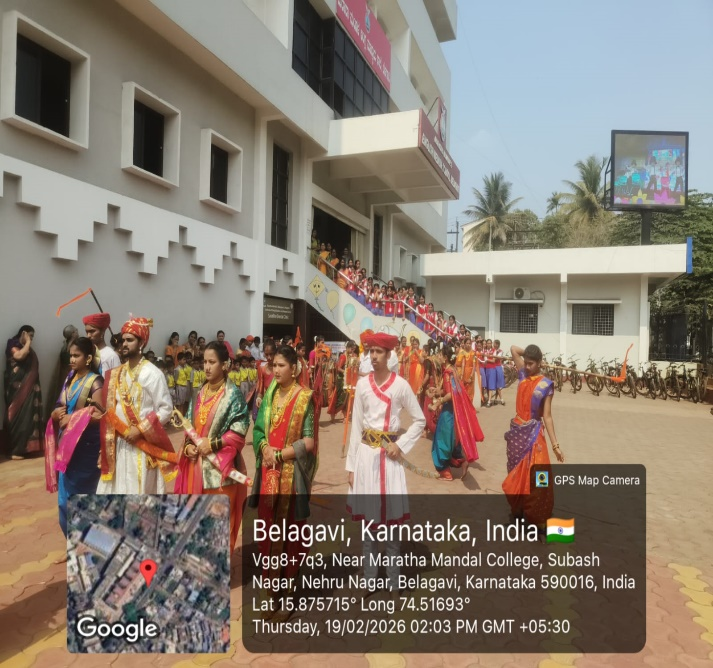 GPS Map Camera
Belagavi, Karnataka, India
Vgg8+7q3, Near Maratha Mandal College, Subash
Nagar, Nehru Nagar, Belagavi, Karnataka 590016, India
Lat 15.875715° Long 74.51693°
Thursday, 19/02/2026 02:03 PM GMT +05:30
Google